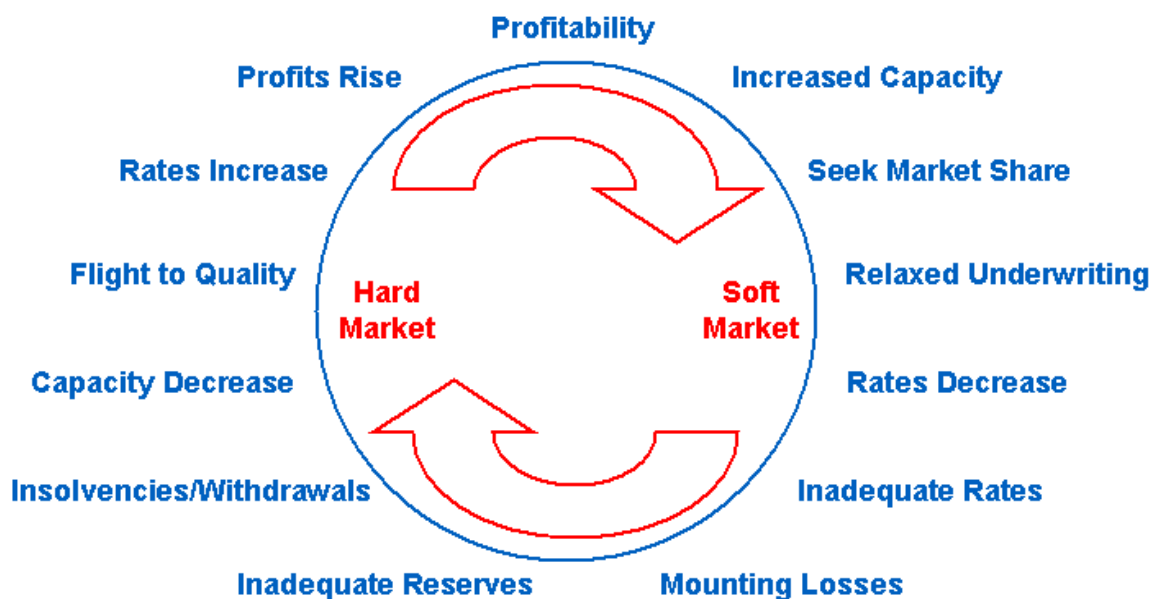 Profitability
Profits Rise
Increased Capacity
Rates Increase
Seek Market Share
Flight to Quality
Relaxed Underwriting
Hard
Market
Soft
Market
Capacity Decrease
Rates Decrease
Insolvencies/Withdrawals
Inadequate Rates
Inadequate Reserves
Mounting Losses